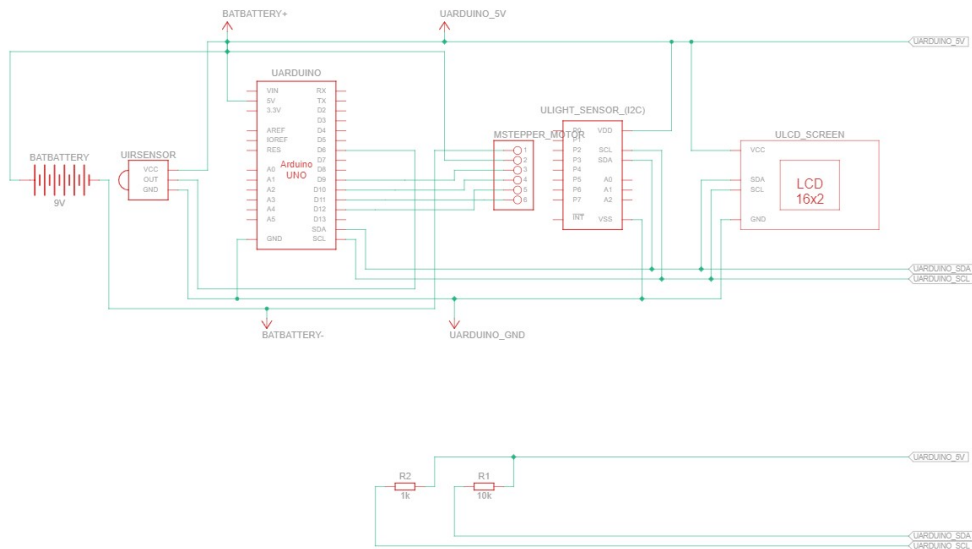 BATBATTERY+
UARDUINO_5V
UARDUINO_5V
UARDUINO
VIN
5V
3.3V
AREF
IOREF
RES
A0
A1
A2
A3
A4
A5
GND
Arduino
UNO
RX
TX
D2
D3
D4
D5
D6
D7
D8
D9
D10
D11
D12
D13
SDA
SCL
BATBATTERY
9V
UIRSENSOR
VCC
OUT
GND
MSTEPPER_MOTOR
1
2
3
4
5
6
ULIGHT_SENSOR_(I2C)
P0
P1
P2
P3
P4
P5
P6
P7
INT
VDD
SCL
SDA
A0
A1
A2
VSS
ULCD_SCREEN
VCC
SDA
SCL
GND
LCD
16x2
UARDUINO_SDA
UARDUINO_SCL
BATBATTERY-
UARDUINO_GND
UARDUINO_5V
R2
1k
R1
10k
UARDUINO_SDA
UARDUINO_SCL